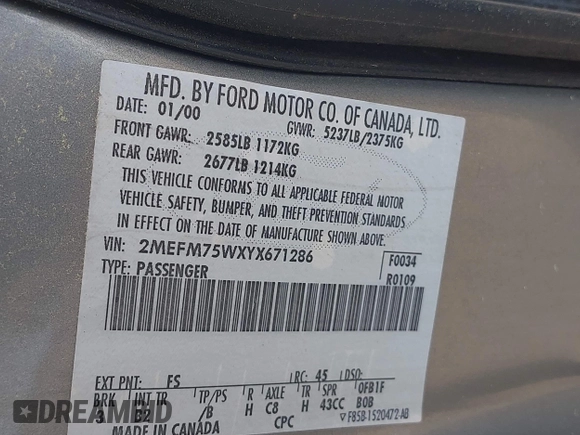 MFD. BY FORD MOTOR CO. OF CANADA, LTD.
DATE: 01/00 GVWR: 5237LB/2375KG
FRONT GAWR: 2585LB 1172KG
REAR GAWR: 2677LB 1214KG
THIS VEHICLE CONFORMS TO ALL APPLICABLE FEDERAL MOTOR
VEHICLE SAFETY, BUMPER, AND THEFT PREVENTION STANDARDS
IN EFFECT ON THE DATE OF MANUFACTURE SHOWN ABOVE.
VIN: 2MEFM75WXYX671286 F0034
TYPE: PASSENGER R0109
EXT PNT: FS RC: 45 DSO:
BRK INT TR TP/PS R AXLE TR SPR 0FB1F
3 B2 /B H C8 H 43CC BOB
MADE IN CANADA CPC F85B-1520472-AB
DREAMBID